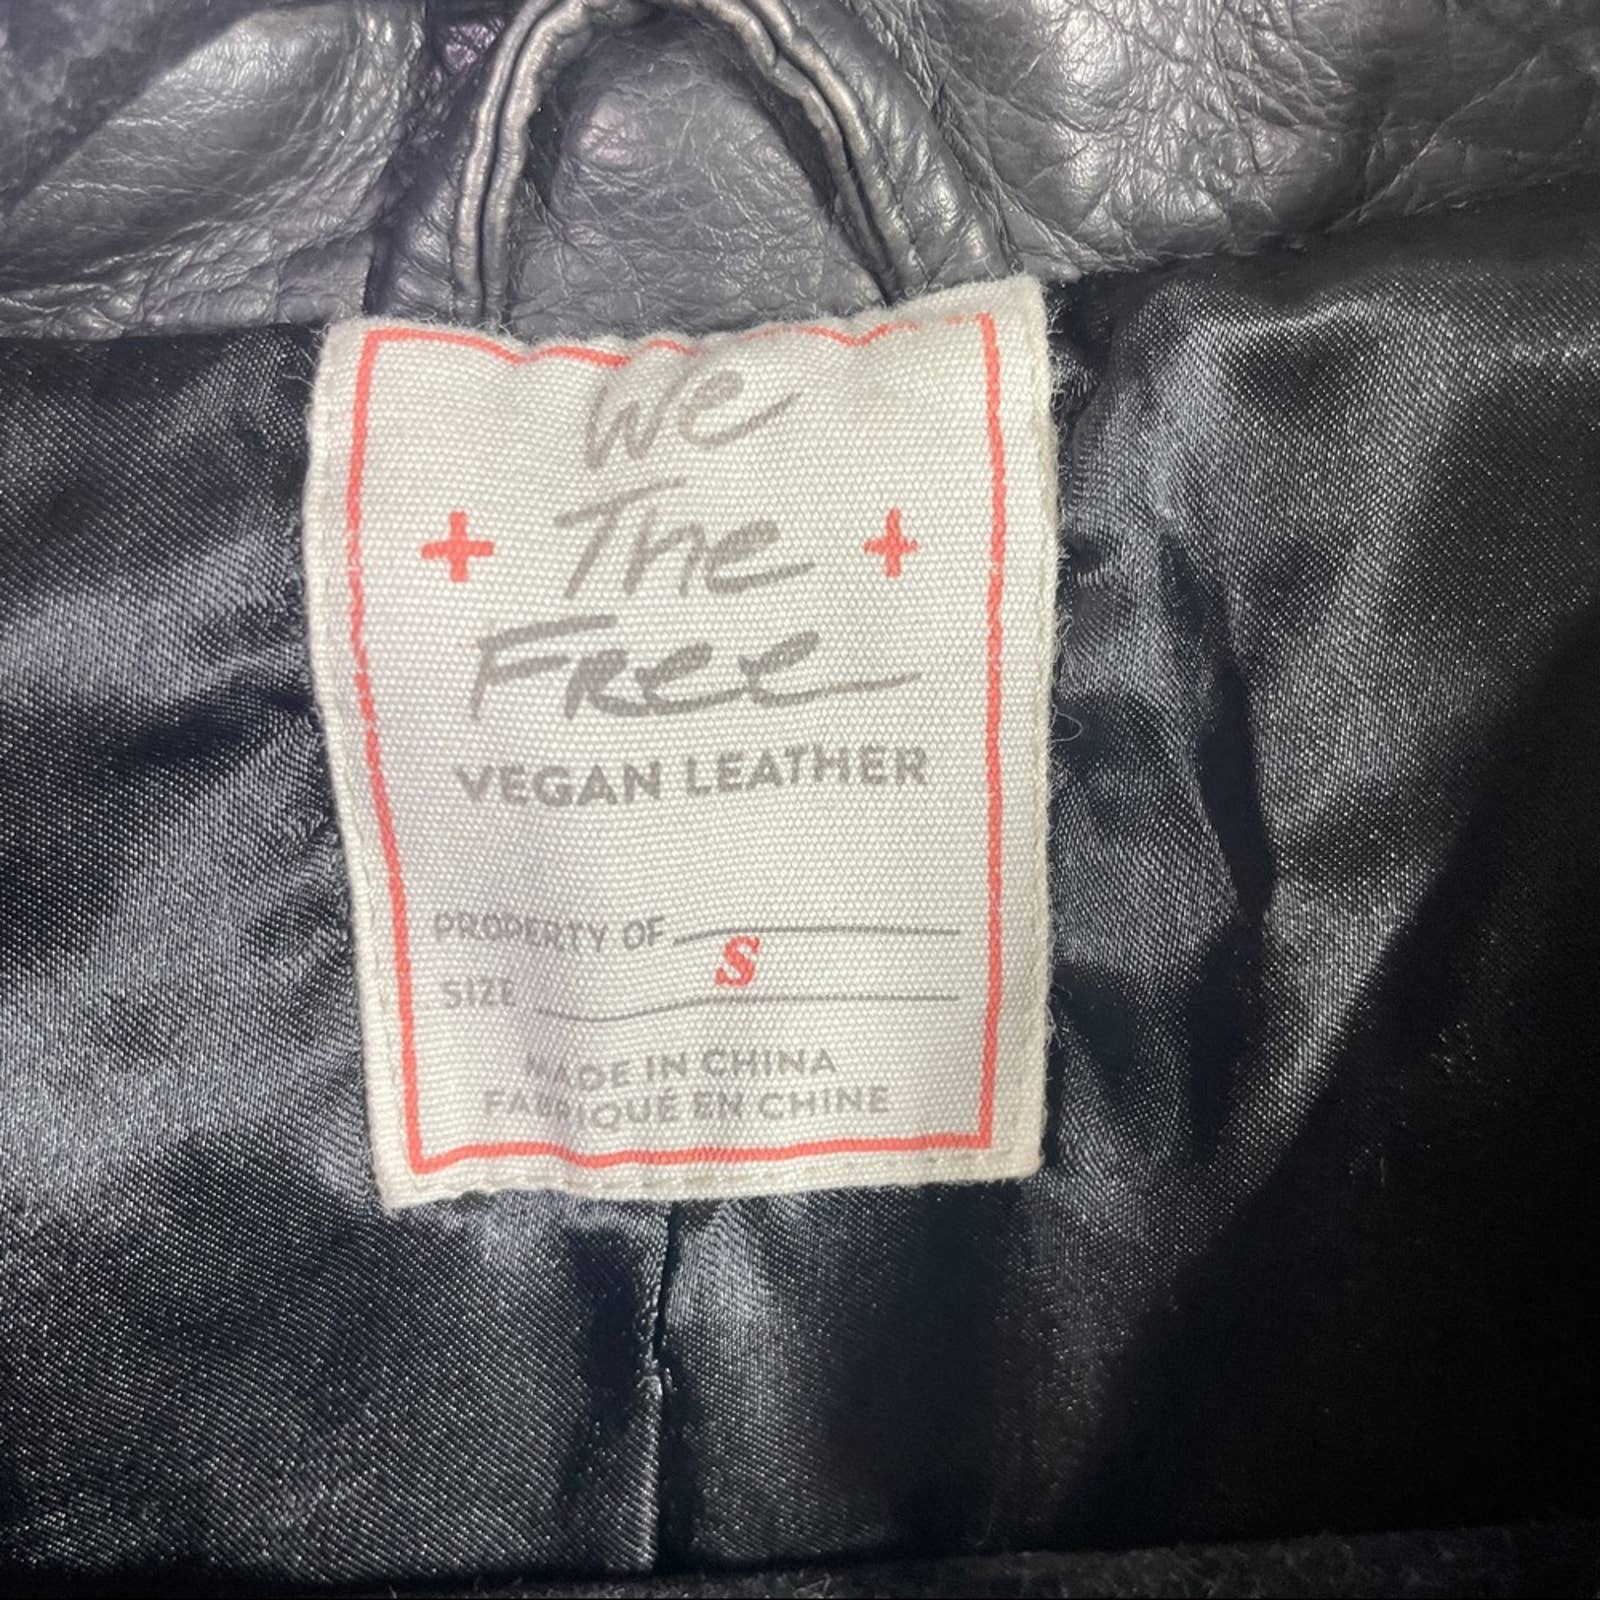 We
+ The +
Free
VEGAN LEATHER
PROPERTY OF
SIZE S
MADE IN CHINA
FABRIQUÉ EN CHINE